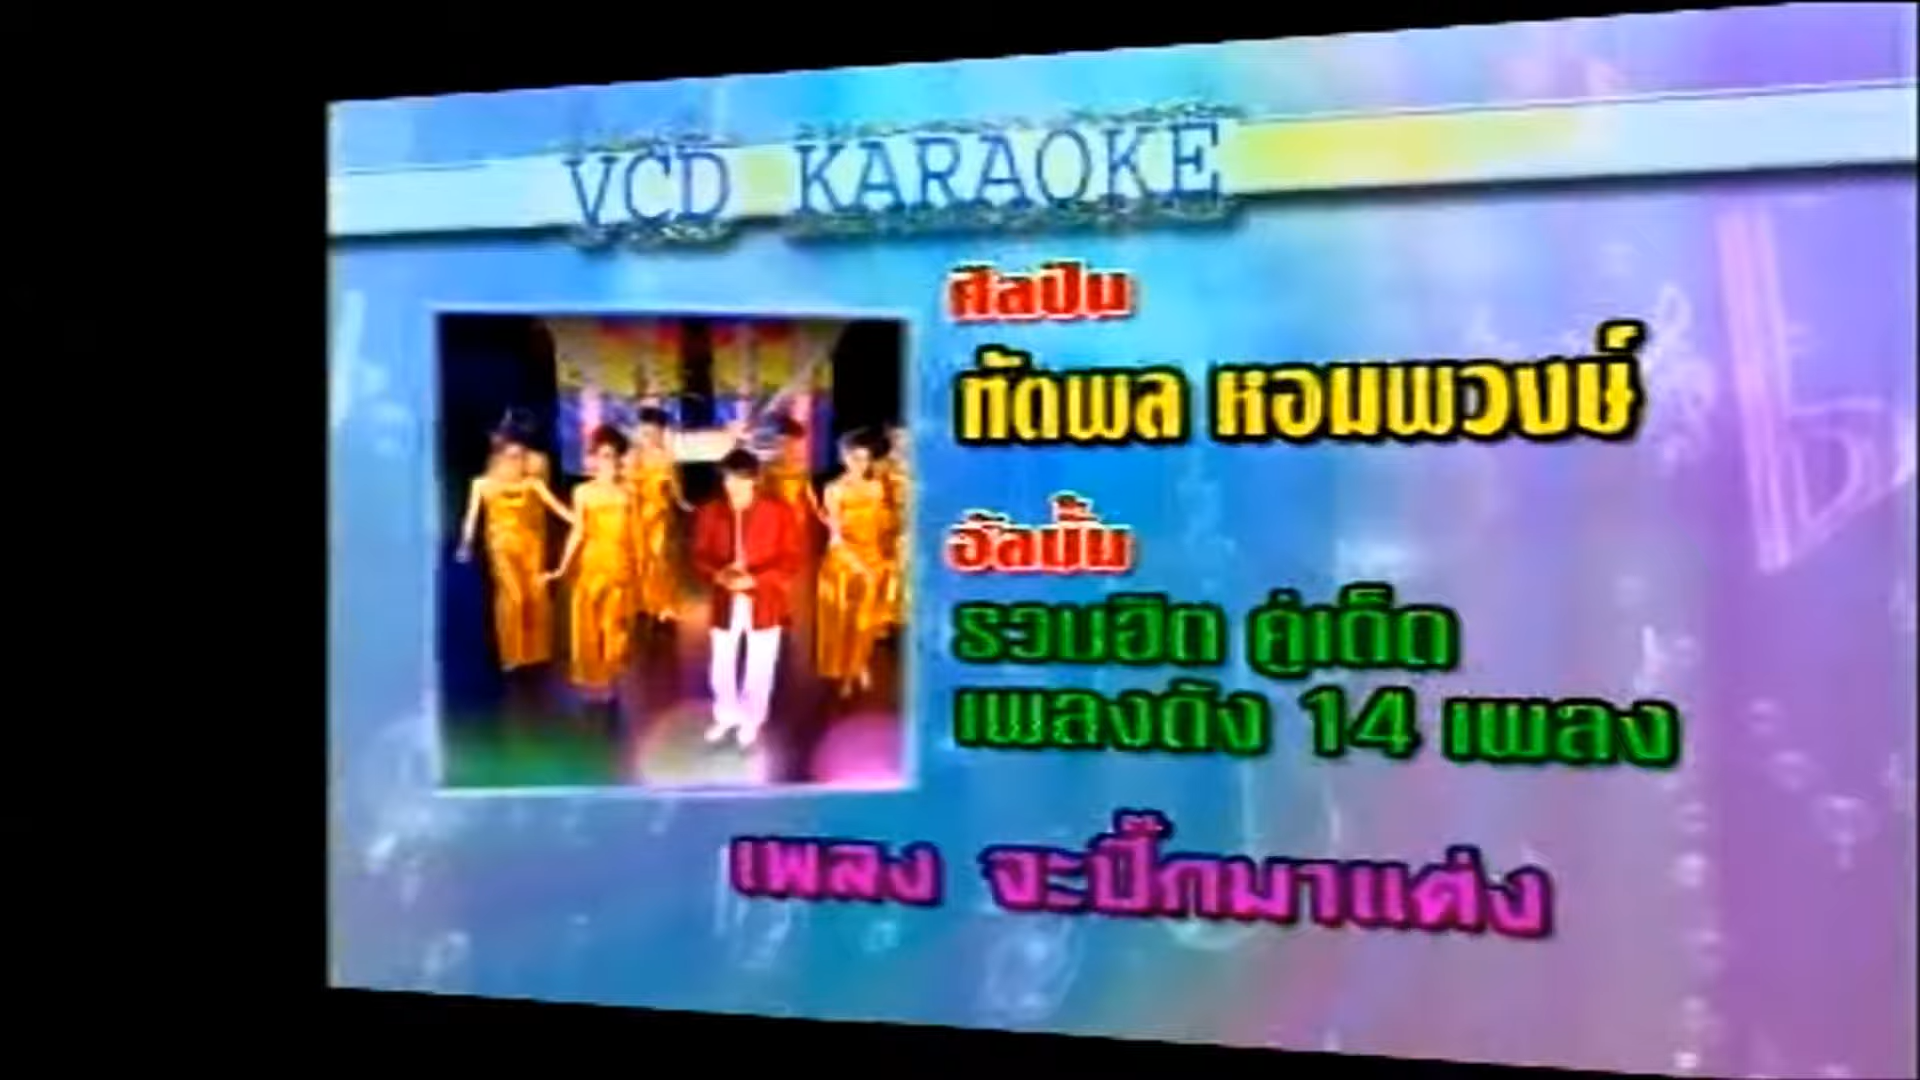 VCD KARAOKE
ศิลปิน
ทัดพล หอมพวงษ์
อัลบั้ม
รวมฮิต คู่เด็ด
เพลงดัง 14 เพลง
เพลง จะปิ๊กมาแต่ง